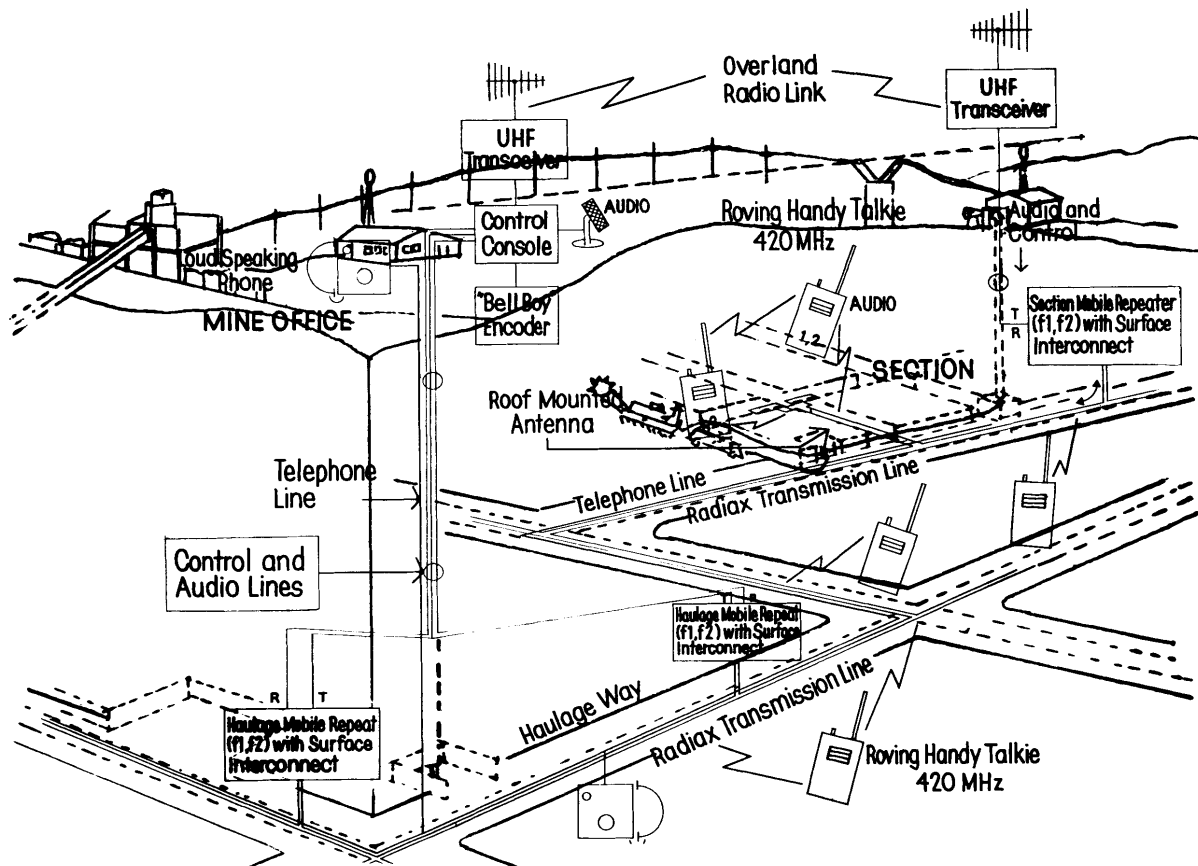 Overland
Radio Link
UHF
Transceiver
UHF
Transceiver
AUDIO
Control
Console
Roving Handy Talkie
420 MHz
Audio and
Control
Loud Speaking
Phone
MINE OFFICE
"Bell Boy
Encoder
AUDIO
1,2
T
R
Section Mobile Repeater
(f1,f2) with Surface
Interconnect
SECTION
Roof Mounted
Antenna
Telephone
Line
Telephone Line
Radiax Transmission Line
Control and
Audio Lines
R
Haulage Mobile Repeat
(f1,f2) with Surface
Interconnect
R
T
Haulage Way
Radiax Transmission Line
Haulage Mobile Repeat
(f1,f2) with Surface
Interconnect
Roving Handy Talkie
420 MHz